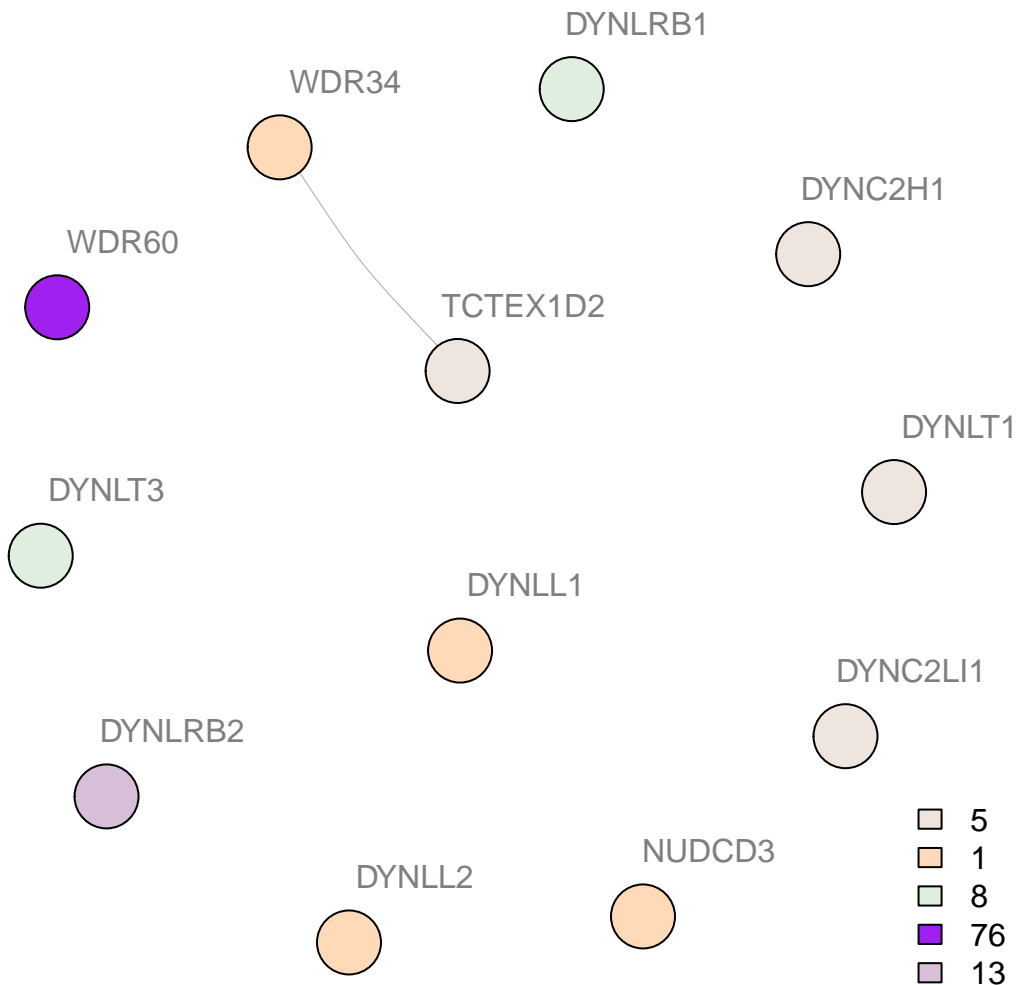 DYNLRB1
WDR34
DYNC2H1
WDR60
TCTEX1D2
DYNLT1
DYNLT3
DYNLL1
DYNC2LI1
DYNLRB2
5
NUDCD3
1
DYNLL2
8
76
13